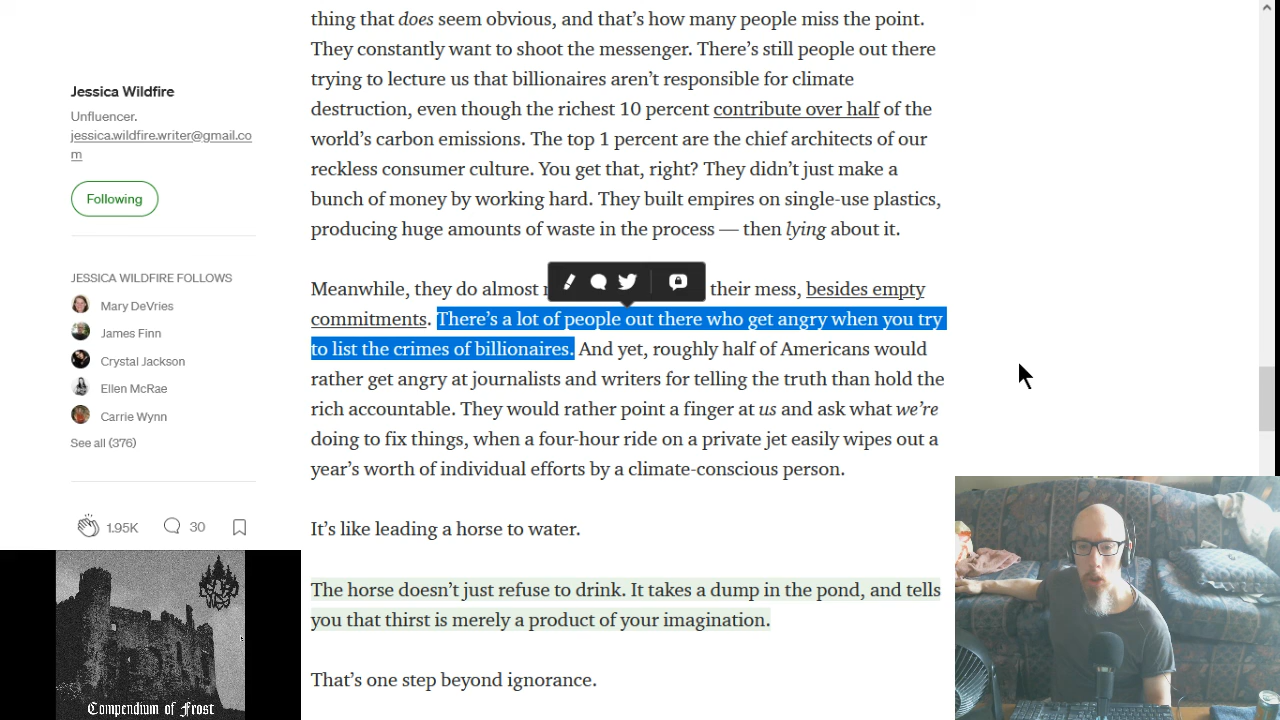 thing that does seem obvious, and that's how many people miss the point.
They constantly want to shoot the messenger. There's still people out there
trying to lecture us that billionaires aren't responsible for climate
destruction, even though the richest 10 percent contribute over half of the
world's carbon emissions. The top 1 percent are the chief architects of our
reckless consumer culture. You get that, right? They didn't just make a
bunch of money by working hard. They built empires on single-use plastics,
producing huge amounts of waste in the process — then lying about it.
Meanwhile, they do almost their mess, besides empty
commitments. There's a lot of people out there who get angry when you try
to list the crimes of billionaires. And yet, roughly half of Americans would
rather get angry at journalists and writers for telling the truth than hold the
rich accountable. They would rather point a finger at us and ask what we're
doing to fix things, when a four-hour ride on a private jet easily wipes out a
year's worth of individual efforts by a climate-conscious person.
It's like leading a horse to water.
The horse doesn't just refuse to drink. It takes a dump in the pond, and tells
you that thirst is merely a product of your imagination.
That's one step beyond ignorance.
Jessica Wildfire
Unfluencer.
jessica.wildfire.writer@gmail.co
m
Following
JESSICA WILDFIRE FOLLOWS
Mary DeVries
James Finn
Crystal Jackson
Ellen McRae
Carrie Wynn
See all (376)
1.95K 30
Compendium of Frost